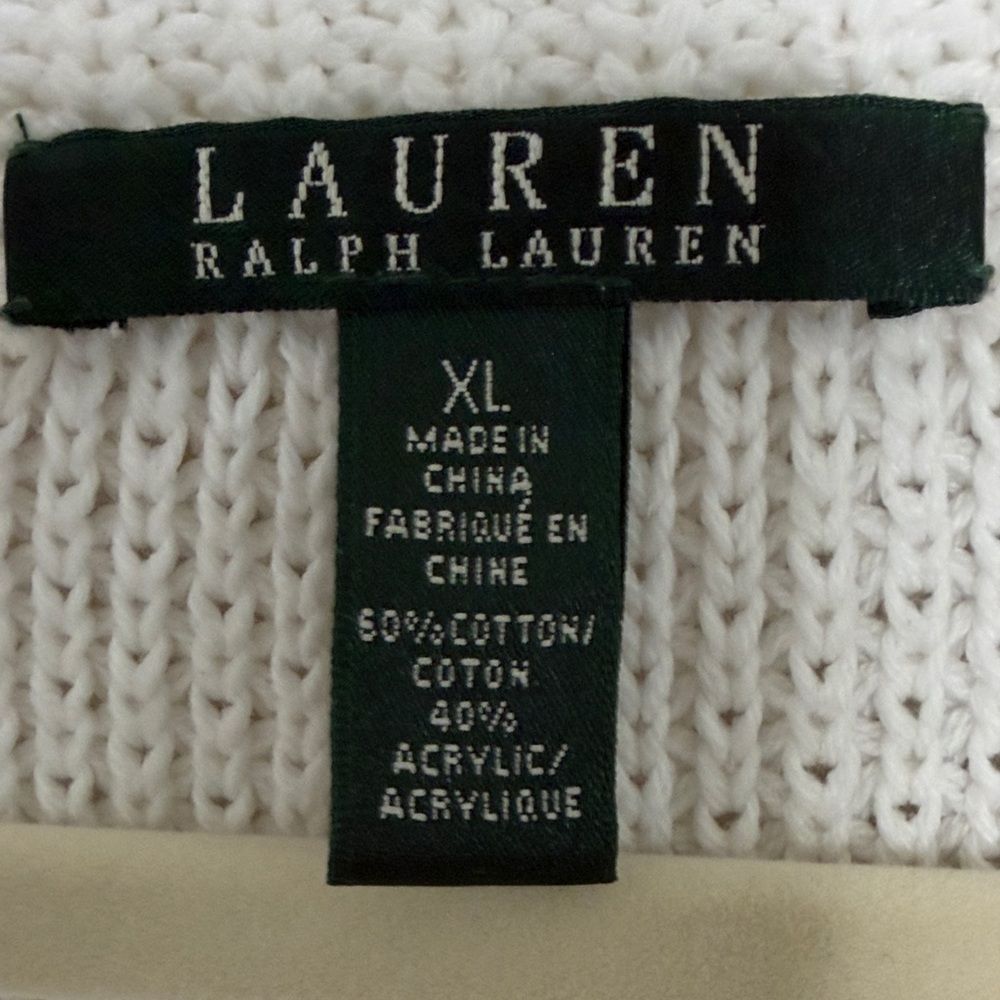 LAUREN
RALPH LAUREN
XL
MADE IN
CHINA
FABRIQUÉ EN
CHINE
60% COTTON/
COTON
40%
ACRYLIC/
ACRYLIQUE